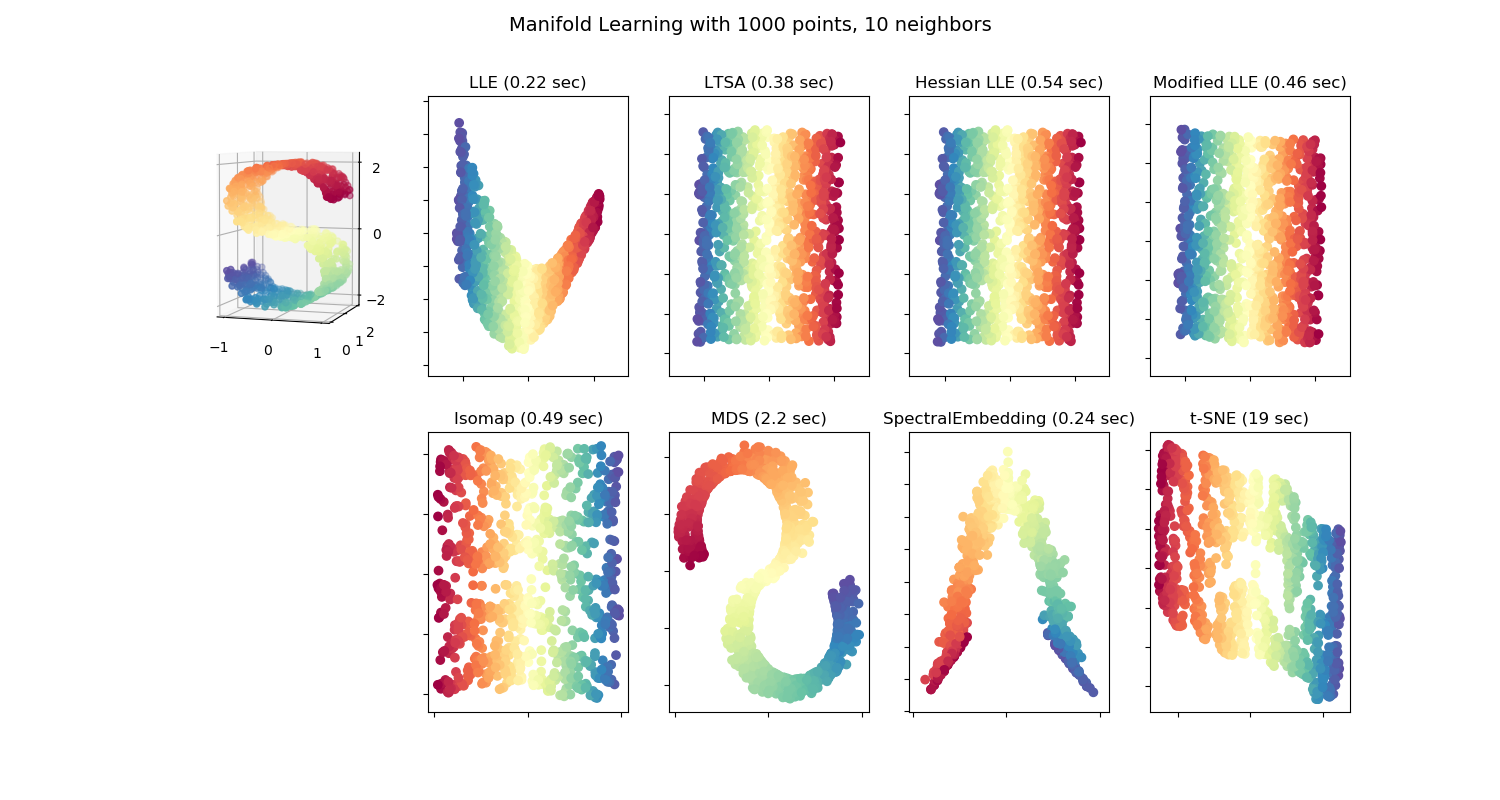 Manifold Learning with 1000 points, 10 neighbors
LLE (0.22 sec)
LTSA (0.38 sec)
Hessian LLE (0.54 sec)
Modified LLE (0.46 sec)
2
0
−2
−1
0
1
0
1
2
Isomap (0.49 sec)
MDS (2.2 sec)
SpectralEmbedding (0.24 sec)
t-SNE (19 sec)